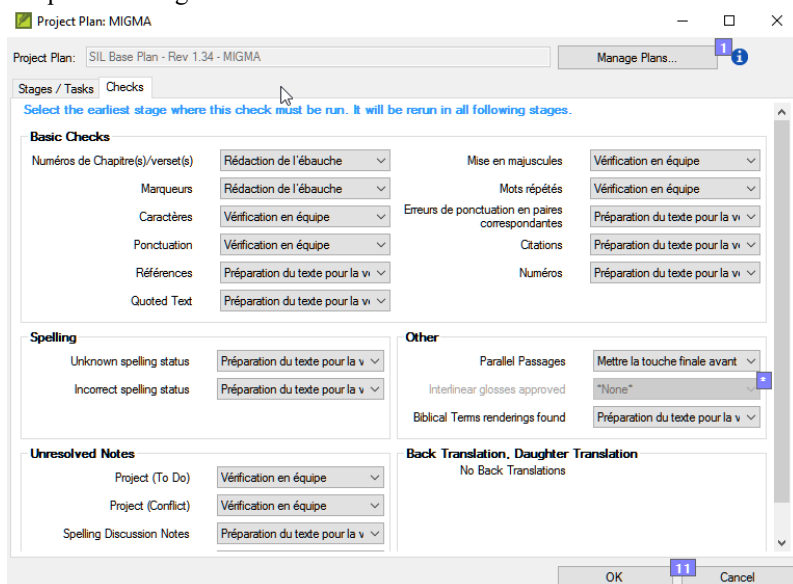 Project Plan: MIGMA
Project Plan: SIL Base Plan - Rev 1.34 - MIGMA Manage Plans... 1
Stages / Tasks Checks
Select the earliest stage where this check must be run. It will be rerun in all following stages.
Basic Checks
Numéros de Chapitre(s)/verset(s) Rédaction de l'ébauche Mise en majuscules Vérification en équipe
Marqueurs Rédaction de l'ébauche Mots répétés Vérification en équipe
Caractères Vérification en équipe Erreurs de ponctuation en paires correspondantes Préparation du texte pour la v
Ponctuation Vérification en équipe Citations Préparation du texte pour la v
Références Préparation du texte pour la v Numéros Préparation du texte pour la v
Quoted Text Préparation du texte pour la v
Spelling Other
Unknown spelling status Préparation du texte pour la v Parallel Passages Mettre la touche finale avant
Incorrect spelling status Préparation du texte pour la v Interlinear glosses approved "None" *
Biblical Terms renderings found Préparation du texte pour la v
Unresolved Notes Back Translation, Daughter Translation
Project (To Do) Vérification en équipe No Back Translations
Project (Conflict) Vérification en équipe
Spelling Discussion Notes Préparation du texte pour la v
OK 11 Cancel